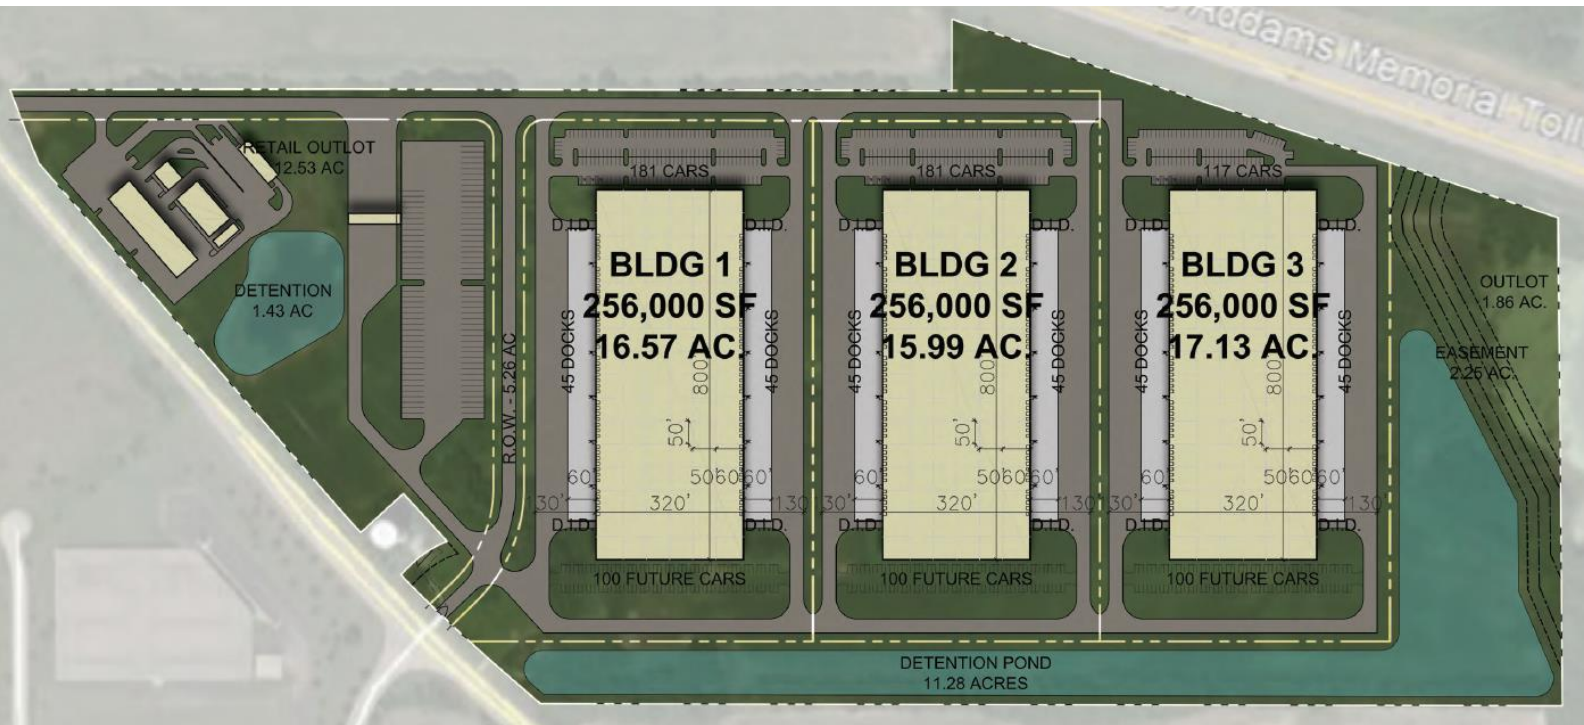 Addams Memorial Toll
RETAIL OUTLOT
12.53 AC
181 CARS
181 CARS
117 CARS
D.I.D.
D.I.D.
D.I.D.
D.I.D.
D.I.D.
D.I.D.
DETENTION
1.43 AC
BLDG 1
256,000 SF
16.57 AC.
BLDG 2
256,000 SF
15.99 AC.
BLDG 3
256,000 SF
17.13 AC.
OUTLOT
1.86 AC.
EASEMENT
2.25 AC.
R.O.W. - 5.26 AC
45 DOCKS
45 DOCKS
45 DOCKS
45 DOCKS
45 DOCKS
45 DOCKS
800'
800'
800'
50'
50'
50'
60'
50'
60'
60'
60'
50'
60'
60'
60'
50'
60'
60'
130'
320'
130'
130'
320'
130'
130'
320'
130'
D.I.D.
D.I.D.
D.I.D.
D.I.D.
D.I.D.
D.I.D.
100 FUTURE CARS
100 FUTURE CARS
100 FUTURE CARS
DETENTION POND
11.28 ACRES